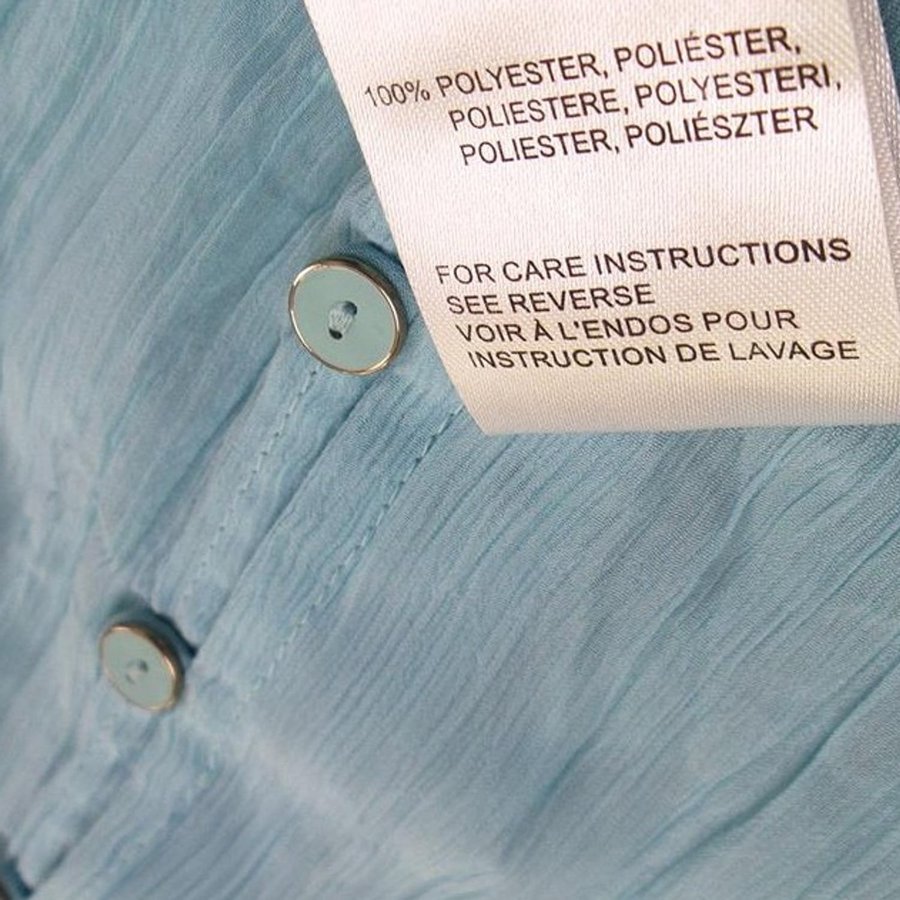 100% POLYESTER, POLIÉSTER,
POLIESTERE, POLYESTERI,
POLIESTER, POLIÉSZTER
FOR CARE INSTRUCTIONS
SEE REVERSE
VOIR À L'ENDOS POUR
INSTRUCTION DE LAVAGE